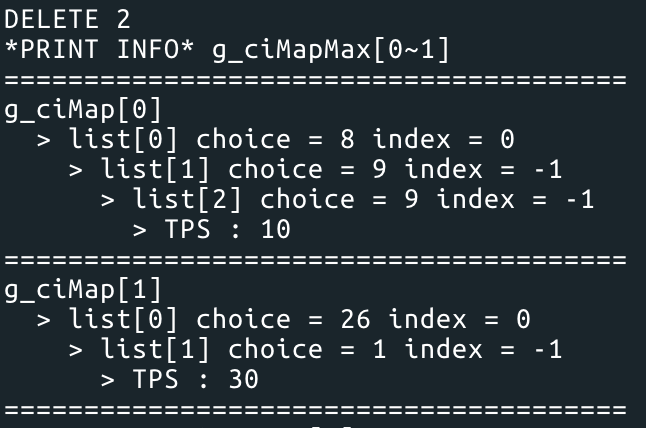 DELETE 2
*PRINT INFO* g_ciMapMax[0~1]
=======================================
g_ciMap[0]
  > list[0] choice = 8 index = 0
    > list[1] choice = 9 index = -1
      > list[2] choice = 9 index = -1
        > TPS : 10
=======================================
g_ciMap[1]
  > list[0] choice = 26 index = 0
    > list[1] choice = 1 index = -1
      > TPS : 30
=======================================